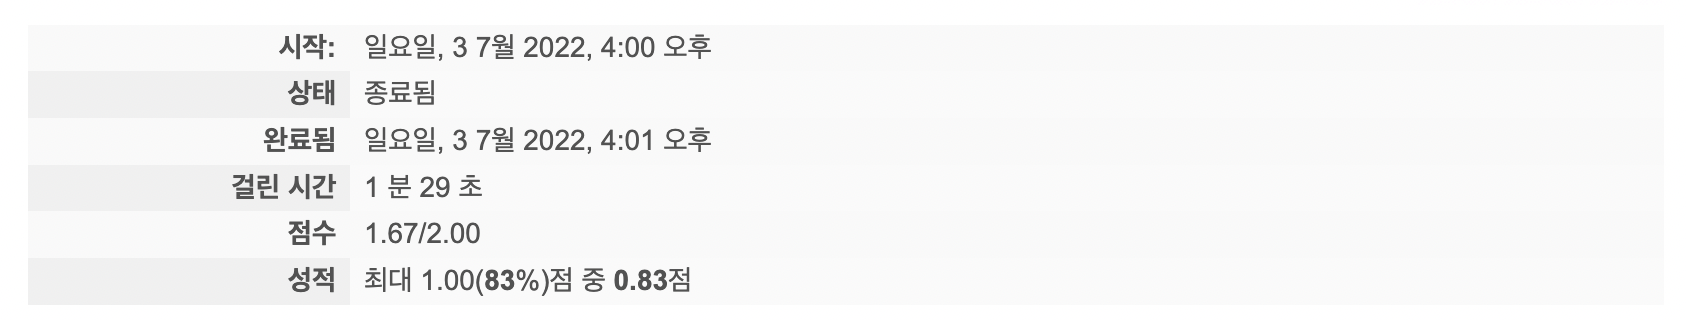 시작: 일요일, 3 7월 2022, 4:00 오후
상태 종료됨
완료됨 일요일, 3 7월 2022, 4:01 오후
걸린 시간 1 분 29 초
점수 1.67/2.00
성적 최대 1.00(83%)점 중 0.83점